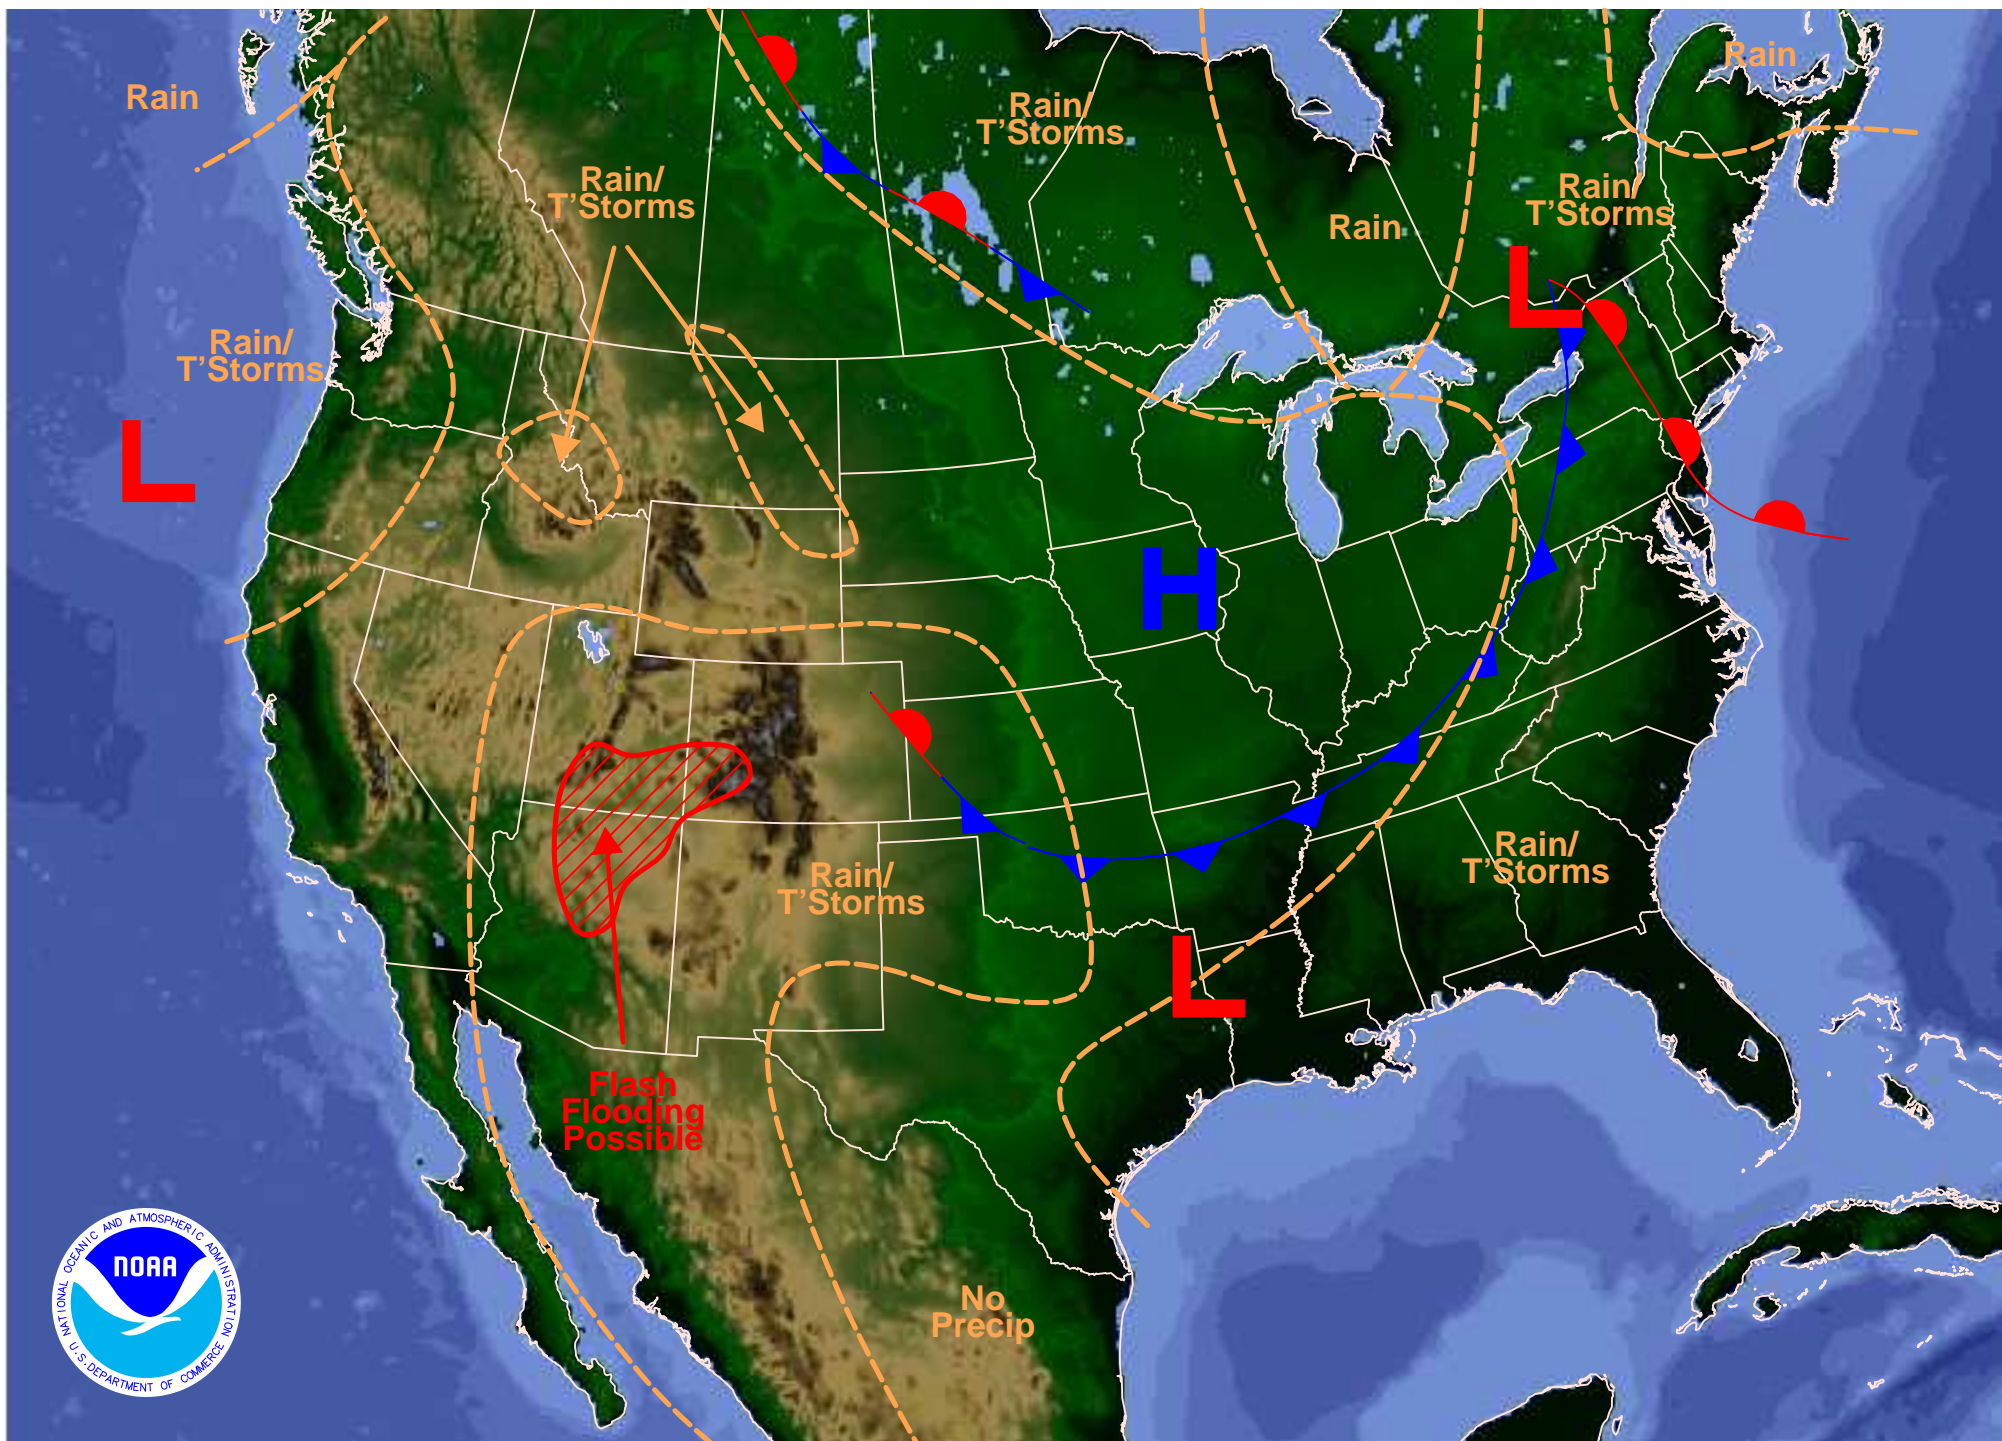 Rain
Rain
Rain/
T'Storms
Rain/
T'Storms
Rain/
T'Storms
Rain
Rain/
T'Storms
L
L
H
Rain/
T'Storms
Rain/
T'Storms
L
Flash
Flooding
Possible
No
Precip
NATIONAL OCEANIC AND ATMOSPHERIC ADMINISTRATION
NOAA
U.S. DEPARTMENT OF COMMERCE